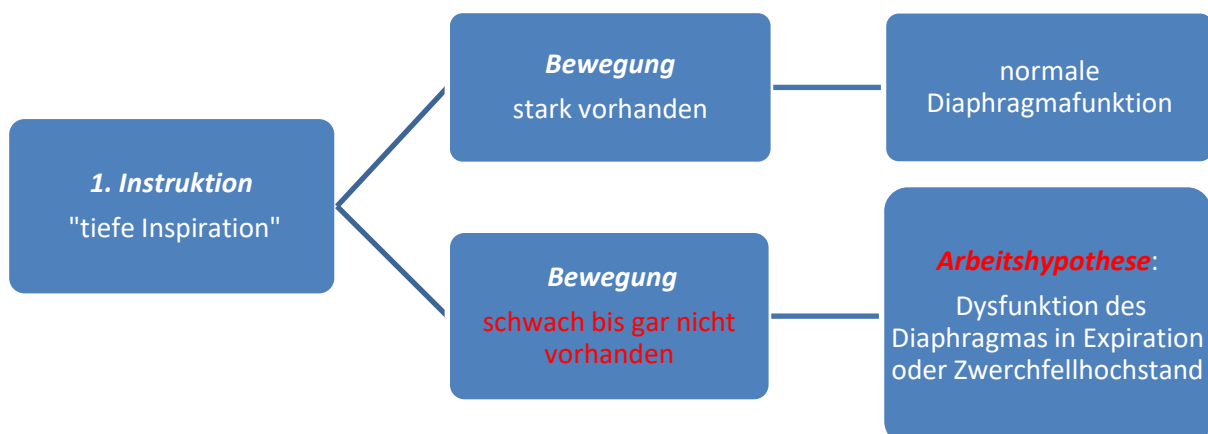 1. Instruktion
"tiefe Inspiration"
Bewegung
stark vorhanden
normale
Diaphragmafunktion
Bewegung
schwach bis gar nicht
vorhanden
Arbeitshypothese:
Dysfunktion des
Diaphragmas in Expiration
oder Zwerchfellhochstand